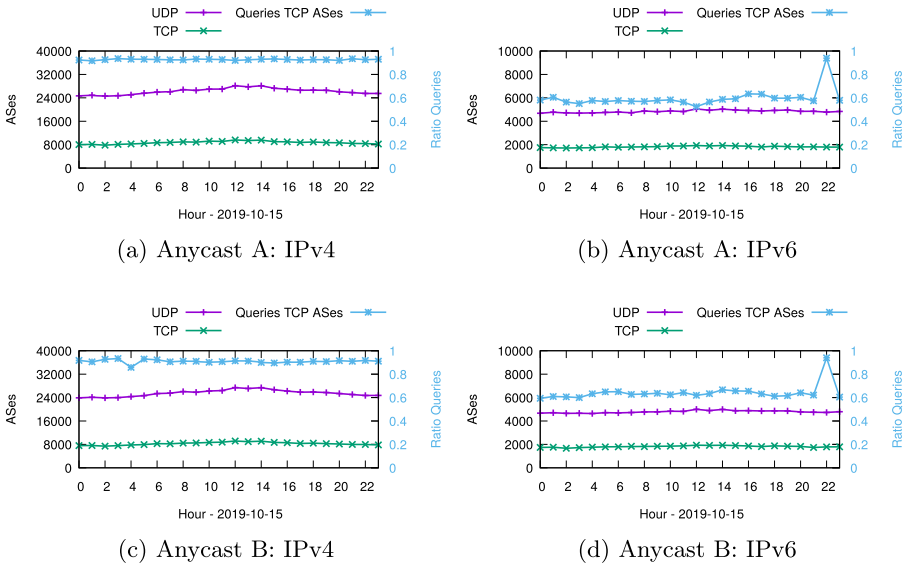 UDP Queries TCP ASes UDP Queries TCP ASes
TCP TCP
40000 1 10000 1
32000 0.8 8000 0.8
24000 0.6 6000 0.6
16000 0.4 4000 0.4
8000 0.2 2000 0.2
0 0 0 0
ASes Ratio Queries ASes Ratio Queries
0 2 4 6 8 10 12 14 16 18 20 22 0 2 4 6 8 10 12 14 16 18 20 22
Hour - 2019-10-15 Hour - 2019-10-15
(a) Anycast A: IPv4 (b) Anycast A: IPv6
UDP Queries TCP ASes UDP Queries TCP ASes
TCP TCP
40000 1 10000 1
32000 0.8 8000 0.8
24000 0.6 6000 0.6
16000 0.4 4000 0.4
8000 0.2 2000 0.2
0 0 0 0
ASes Ratio Queries ASes Ratio Queries
0 2 4 6 8 10 12 14 16 18 20 22 0 2 4 6 8 10 12 14 16 18 20 22
Hour - 2019-10-15 Hour - 2019-10-15
(c) Anycast B: IPv4 (d) Anycast B: IPv6